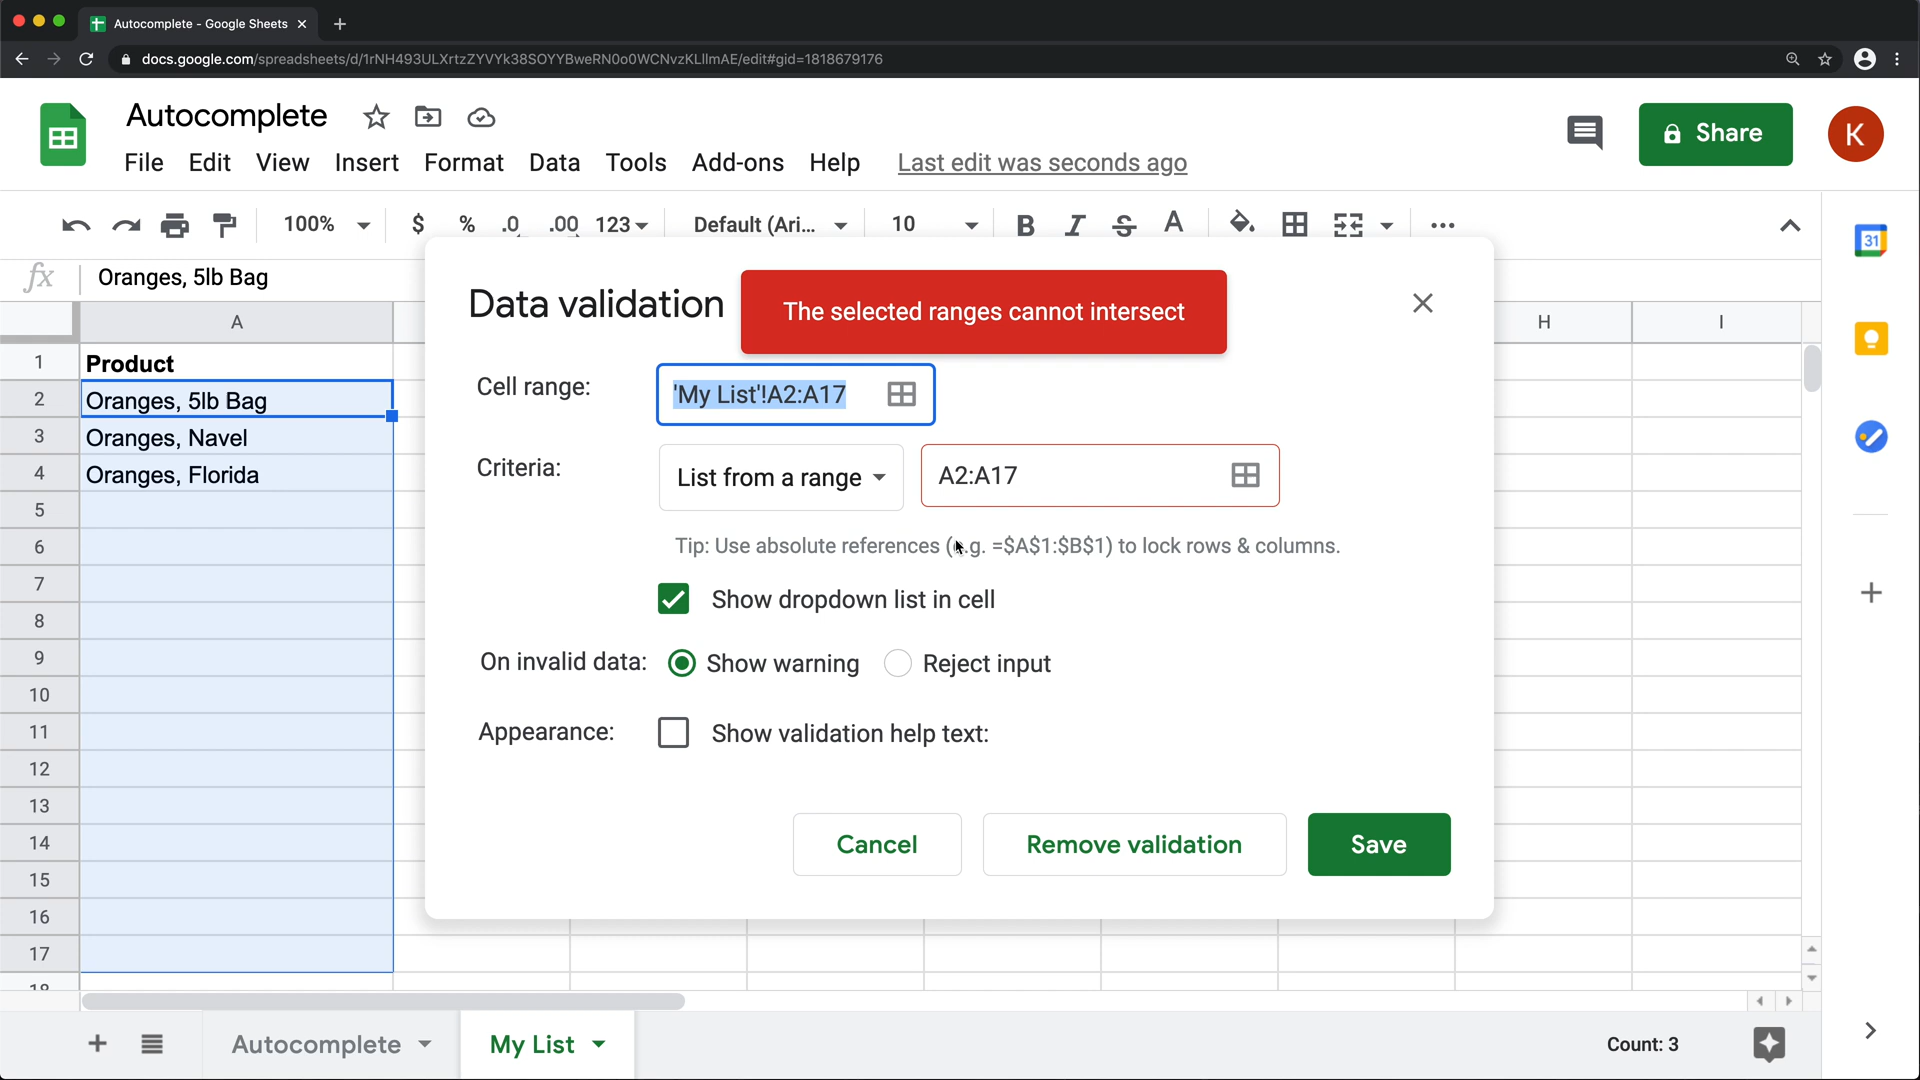 Autocomplete - Google Sheets
docs.google.com/spreadsheets/d/1rNH493ULXrtzZYVYk38SOYYBweRN0o0WCNvzKLllmAE/edit#gid=1818679176
Autocomplete
File Edit View Insert Format Data Tools Add-ons Help Last edit was seconds ago
Share
K
100% $ % .0 .00 123 Default (Ari... 10 B I S A
31
fx Oranges, 5lb Bag
Data validation
The selected ranges cannot intersect
A H I
1 Product
2 Oranges, 5lb Bag
3 Oranges, Navel
4 Oranges, Florida
5
6
7
8
9
10
11
12
13
14
15
16
17
18
Cell range: 'My List'!A2:A17
Criteria: List from a range A2:A17
Tip: Use absolute references (e.g. =$A$1:$B$1) to lock rows & columns.
Show dropdown list in cell
On invalid data: Show warning Reject input
Appearance: Show validation help text:
Cancel Remove validation Save
Autocomplete My List Count: 3